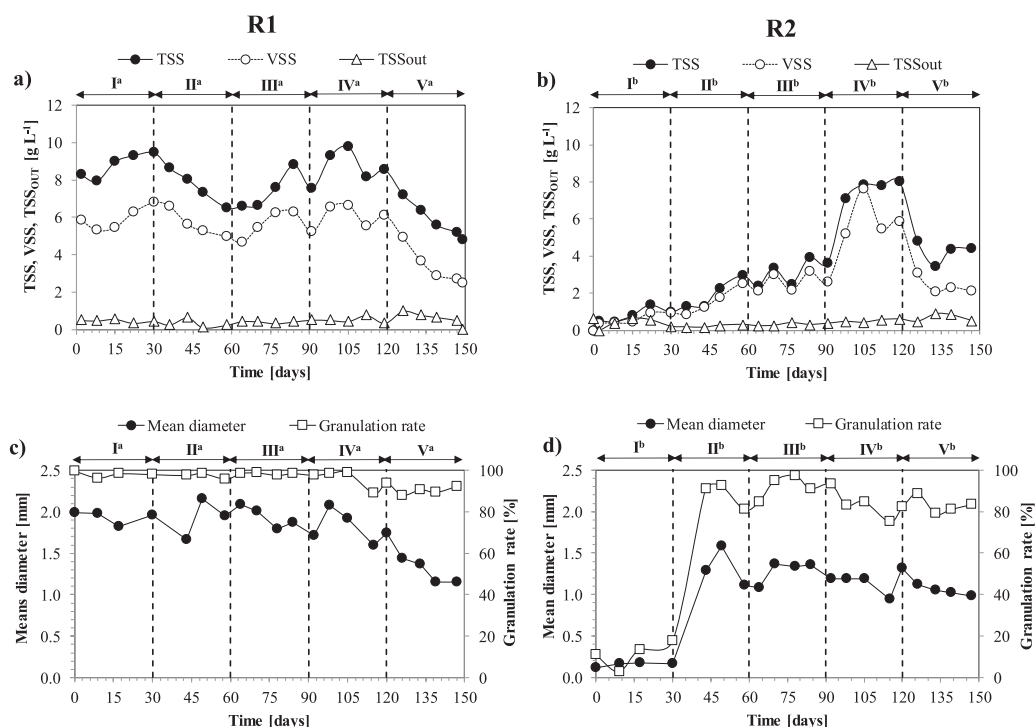 R1
R2
TSS VSS TSSout
TSS VSS TSSout
a)
b)
Iᵃ IIᵃ IIIᵃ IVᵃ Vᵃ
Iᵇ IIᵇ IIIᵇ IVᵇ Vᵇ
TSS, VSS, TSS_OUT [g L⁻¹]
12
10
8
6
4
2
0
0 15 30 45 60 75 90 105 120 135 150
Time [days]
TSS, VSS, TSS_OUT [g L⁻¹]
12
10
8
6
4
2
0
0 15 30 45 60 75 90 105 120 135 150
Time [days]
Mean diameter Granulation rate
c)
Iᵃ IIᵃ IIIᵃ IVᵃ Vᵃ
Means diameter [mm]
2.5
2.0
1.5
1.0
0.5
0.0
100
80
60
40
20
0
Granulation rate [%]
0 15 30 45 60 75 90 105 120 135 150
Time [days]
Mean diameter Granulation rate
d)
Iᵇ IIᵇ IIIᵇ IVᵇ Vᵇ
Mean diameter [mm]
2.5
2.0
1.5
1.0
0.5
0.0
100
80
60
40
20
0
Granulation rate [%]
0 15 30 45 60 75 90 105 120 135 150
Time [days]